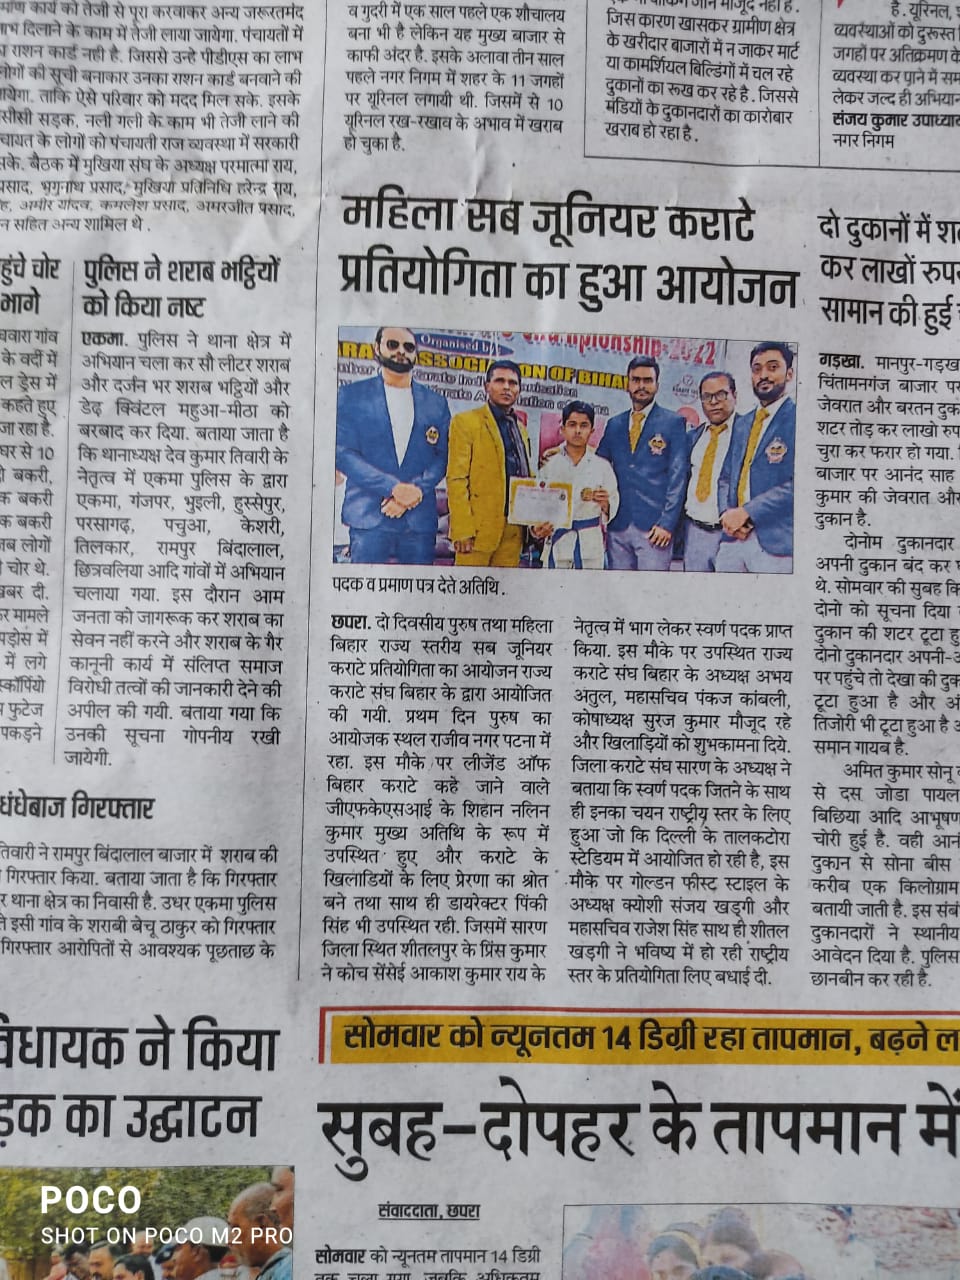 र्माण कार्य को तेजी से पूरा करवाकर अन्य जरूरतमंद
दिलाने के काम में तेजी लाया जायेगा. पंचायतों में
राशन कार्ड नही है. जिससे उन्हे पीडीएस का लाभ
लोगों की सूची बनाकर उनका राशन कार्ड बनवाने की
जायेगा. ताकि ऐसे परिवार को मदद मिल सके. इसके
सड़क, नली गली के काम भी तेजी लाने की
पंचायत के लोगों को पंचायती राज व्यवस्था में सरकारी
सके. बैठक में मुखिया संघ के अध्यक्ष परमात्मा राय,
प्रसाद, भृगुनाथ प्रसाद, मुखिया प्रतिनिधि हरेन्द्र राय,
अमीर यादव, कमलेश प्रसाद, अमरजीत प्रसाद,
न सहित अन्य शामिल थे .
व गुदरी में एक साल पहले एक शौचालय
बना भी है लेकिन यह मुख्य बाजार से
काफी अंदर है. इसके अलावा तीन साल
पहले नगर निगम में शहर के 11 जगहों
पर यूरिनल लगायी थी. जिसमें से 10
यूरिनल रख-रखाव के अभाव में खराब
हो चुका है.
जिस कारण खासकर ग्रामीण क्षेत्र
के खरीदार बाजारों में न जाकर मार्ट
या कामर्शियल बिल्डिंगों में चल रहे
दुकानों का रूख कर रहे है . जिससे
मंडियों के दुकानदारों का कारोबार
खराब हो रहा है .
है. यूरिनल,
व्यवस्थाओं को दुरूस्त
जगहों पर अतिक्रमण के
व्यवस्था कर पाने में
लेकर जल्द ही अभियान
संजय कुमार उपाध्याय
नगर निगम
हुंचे चोर
भागे
गांव
के वर्दी में
ल ड्रेस में
कहते हुए
जा रहा है.
घर से 10
बकरी,
क बकरी
क बकरी
लोगों
चोर थे.
खबर दी.
र मामले
पड़ोस में
में लगे
स्कॉर्पियो
फुटेज
पकड़ने
पुलिस ने शराब भट्ठियों
को किया नष्ट
एकमा. पुलिस ने थाना क्षेत्र में
अभियान चला कर सौ लीटर शराब
और दर्जन भर शराब भट्ठियों और
डेढ़ क्विंटल महुआ-मीठा को
बरबाद कर दिया. बताया जाता है
कि थानाध्यक्ष देव कुमार तिवारी के
नेतृत्व में एकमा पुलिस के द्वारा
एकमा, गंजपर, भुइली, हुस्सेपुर,
परसागढ़, पचुआ, केशरी,
तिलकार, रामपुर बिंदालाल,
छित्रवलिया आदि गांवों में अभियान
चलाया गया. इस दौरान आम
जनता को जागरूक कर शराब का
सेवन नहीं करने और शराब के गैर
कानूनी कार्य में संलिप्त समाज
विरोधी तत्वों की जानकारी देने की
अपील की गयी. बताया गया कि
उनकी सूचना गोपनीय रखी
जायेगी.
धंधेबाज गिरफ्तार
तिवारी ने रामपुर बिंदालाल बाजार में शराब की
गिरफ्तार किया. बताया जाता है कि गिरफ्तार
र थाना क्षेत्र का निवासी है. उधर एकमा पुलिस
इसी गांव के शराबी बेचू ठाकुर को गिरफ्तार
गिरफ्तार आरोपितों से आवश्यक पूछताछ के
महिला सब जूनियर कराटे
प्रतियोगिता का हुआ आयोजन
Championship-2022
Organised by
ASSOCIATION OF BIHAR
पदक व प्रमाण पत्र देते अतिथि .
छपरा. दो दिवसीय पुरुष तथा महिला
बिहार राज्य स्तरीय सब जूनियर
कराटे प्रतियोगिता का आयोजन राज्य
कराटे संघ बिहार के द्वारा आयोजित
की गयी. प्रथम दिन पुरुष का
आयोजक स्थल राजीव नगर पटना में
रहा. इस मौके पर लीजेंड ऑफ
बिहार कराटे कहे जाने वाले
जीएफकेएसआई के शिहान नलिन
कुमार मुख्य अतिथि के रूप में
उपस्थित हुए और कराटे के
खिलाडियों के लिए प्रेरणा का श्रोत
बने तथा साथ ही डायरेक्टर पिंकी
सिंह भी उपस्थित रही. जिसमें सारण
जिला स्थित शीतलपुर के प्रिंस कुमार
ने कोच सेंसेई आकाश कुमार राय के
नेतृत्व में भाग लेकर स्वर्ण पदक प्राप्त
किया. इस मौके पर उपस्थित राज्य
कराटे संघ बिहार के अध्यक्ष अभय
अंतुल, महासचिव पंकज कांबली,
कोषाध्यक्ष सुरज कुमार मौजूद रहे
और खिलाड़ियों को शुभकामना दिये.
जिला कराटे संघ सारण के अध्यक्ष ने
बताया कि स्वर्ण पदक जितने के साथ
ही इनका चयन राष्ट्रीय स्तर के लिए
हुआ जो कि दिल्ली के तालकटोरा
स्टेडियम में आयोजित हो रही है, इस
मौके पर गोल्डन फीस्ट स्टाइल के
अध्यक्ष क्योशी संजय खड़्गी और
महासचिव राजेश सिंह साथ ही शीतल
खड़गी ने भविष्य में हो रही राष्ट्रीय
स्तर के प्रतियोगिता लिए बधाई दी.
दो दुकानों में
कर लाखों रुपये
सामान की हुई
गड़खा. मानपुर-गड़खा
चिंतामनगंज बाजार पर
जेवरात और बरतन
शटर तोड़ कर लाखो
चुरा कर फरार हो गया.
बाजार पर आनंद साह
कुमार की जेवरात और
दुकान है.
दोनोम दुकानदार
अपनी दुकान बंद कर
थे. सोमवार की सुबह
दोनो को सूचना दिया
दुकान की शटर टूटा
दोनो दुकानदार अपनी-
पर पहुंचे तो देखा की
टूटा हुआ है और
तिजोरी भी टूटा हुआ है
समान गायब है.
अमित कुमार सोनू
से दस जोडा पायल
बिछिया आदि आभूषण
चोरी हुई है. वही
दुकान से सोना बीस
करीब एक किलोग्राम
बतायी जाती है. इस
दुकानदारों ने स्थानीय
आवेदन दिया है. पुलिस
छानबीन कर रही है.
विधायक ने किया
ड़क का उद्घाटन
सोमवार को न्यूनतम 14 डिग्री रहा तापमान, बढ़ने
सुबह-दोपहर के तापमान में
संवाददाता, छपरा
सोमवार को न्यूनतम तापमान 14 डिग्री
POCO
SHOT ON POCO M2 PRO